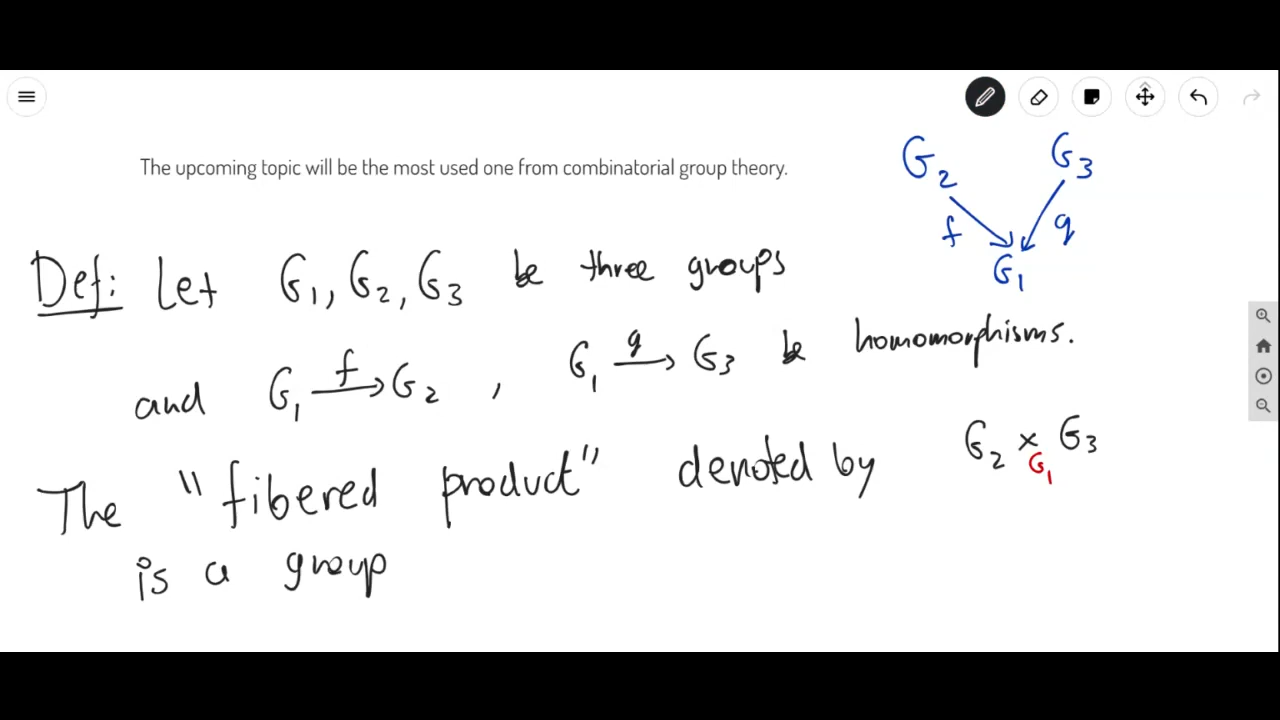 The upcoming topic will be the most used one from combinatorial group theory.
G₂ G₃
f g
G₁
Def: Let G₁, G₂, G₃ be three groups
and G₁ —f→ G₂ , G₁ —g→ G₃ be homomorphisms.
The "fibered product" denoted by G₂ × G₃
G₁
is a group